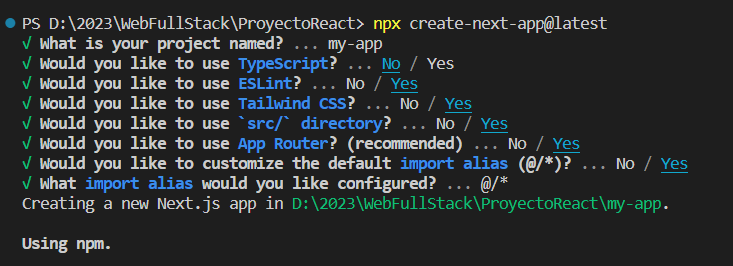 PS D:\2023\WebFullStack\ProyectoReact> npx create-next-app@latest
√ What is your project named? ... my-app
√ Would you like to use TypeScript? ... No / Yes
√ Would you like to use ESLint? ... No / Yes
√ Would you like to use Tailwind CSS? ... No / Yes
√ Would you like to use `src/` directory? ... No / Yes
√ Would you like to use App Router? (recommended) ... No / Yes
√ Would you like to customize the default import alias (@/*)? ... No / Yes
√ What import alias would you like configured? ... @/*
Creating a new Next.js app in D:\2023\WebFullStack\ProyectoReact\my-app.
Using npm.